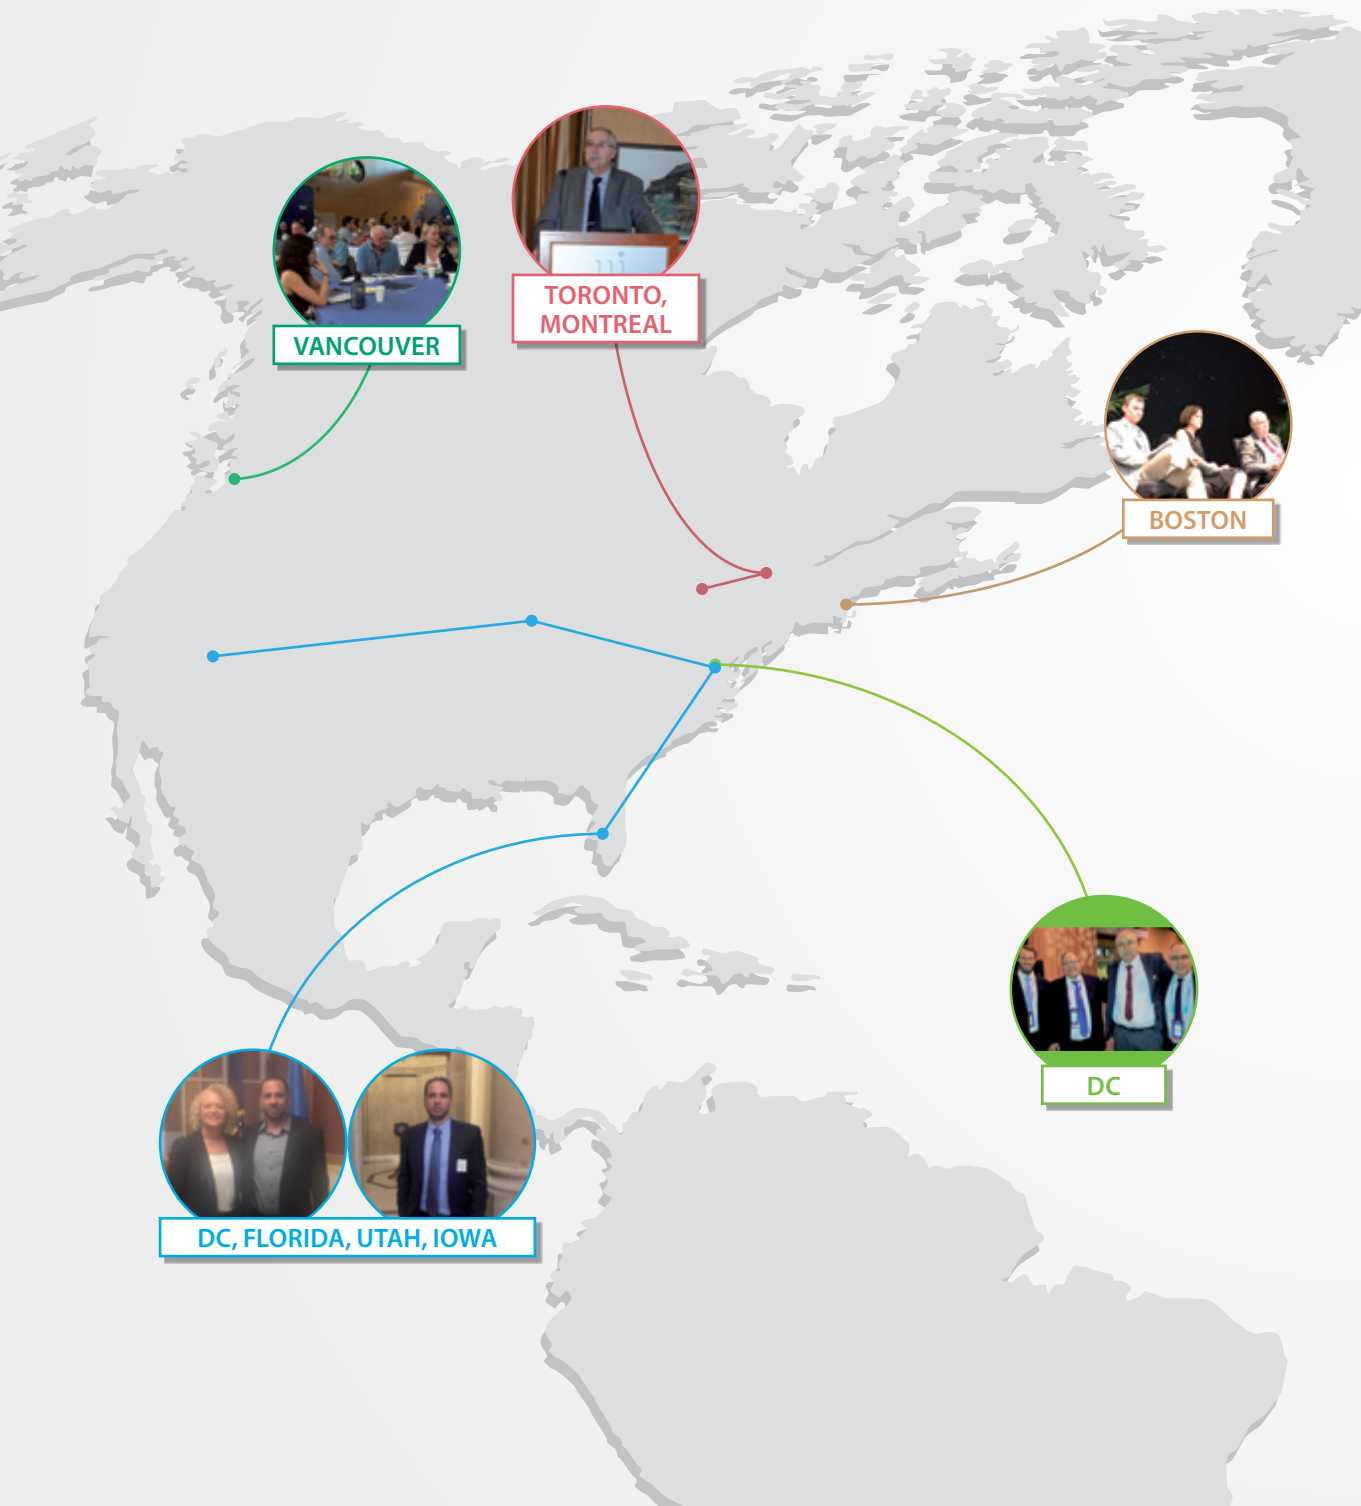 VANCOUVER
TORONTO,
MONTREAL
BOSTON
DC
DC, FLORIDA, UTAH, IOWA